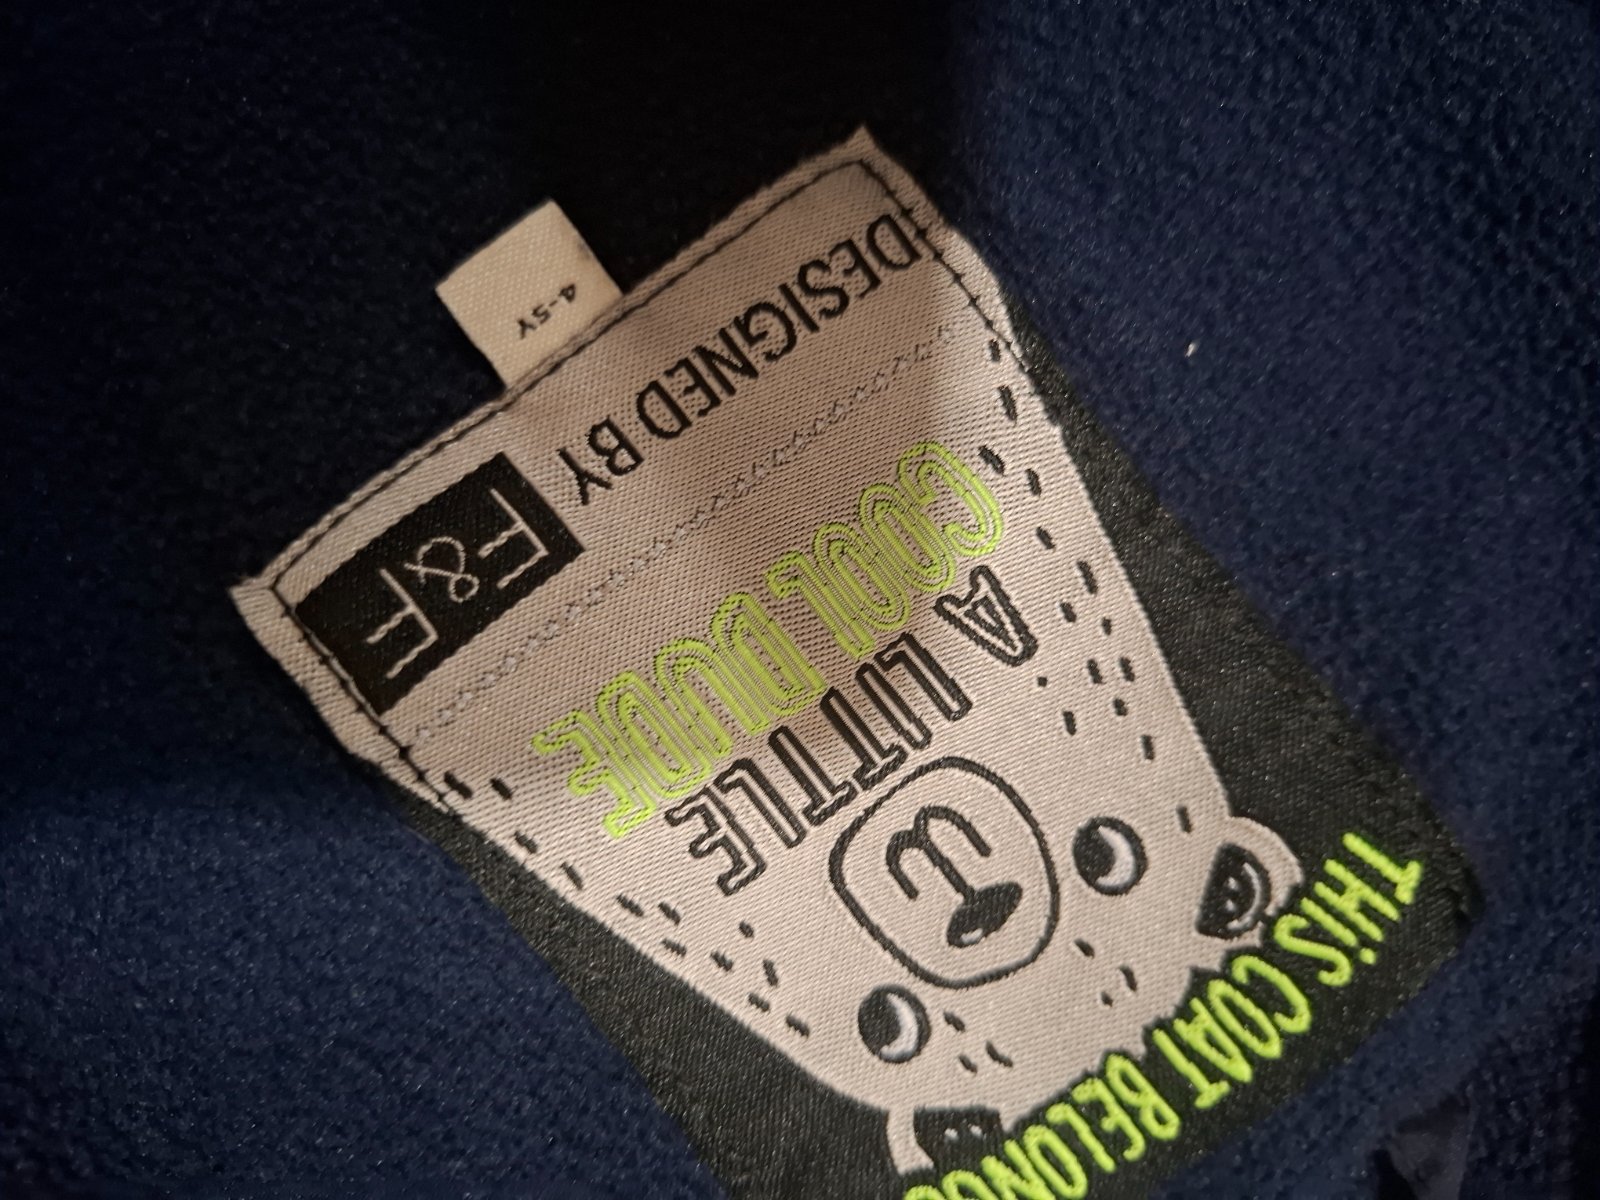 THIS COAT BELONGS
A LITTLE
COOL DUDE
DESIGNED BY
F&F
4-5Y